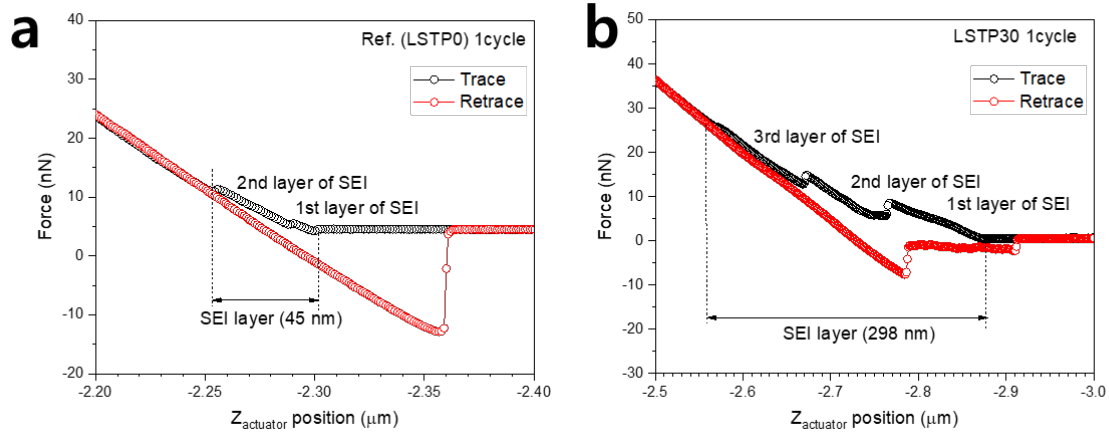 a
Ref. (LSTP0) 1cycle
Trace
Retrace
2nd layer of SEI
1st layer of SEI
SEI layer (45 nm)
Force (nN)
40
30
20
10
0
-10
-20
-2.20
-2.25
-2.30
-2.35
-2.40
Zactuator position (μm)
b
LSTP30 1cycle
Trace
Retrace
3rd layer of SEI
2nd layer of SEI
1st layer of SEI
SEI layer (298 nm)
Force (nN)
50
40
30
20
10
0
-10
-20
-30
-2.5
-2.6
-2.7
-2.8
-2.9
-3.0
Zactuator position (μm)